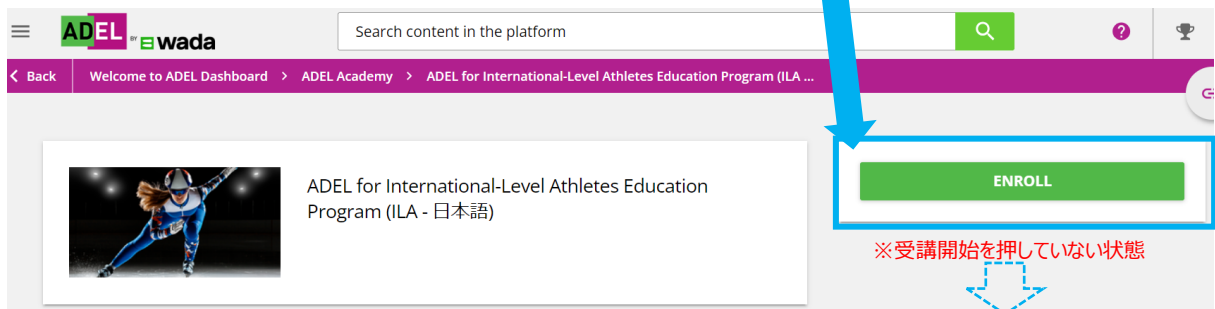 ADEL BY wada
Search content in the platform
?
< Back Welcome to ADEL Dashboard > ADEL Academy > ADEL for International-Level Athletes Education Program (ILA ...
ADEL for International-Level Athletes Education
Program (ILA - 日本語)
ENROLL
※受講開始を押していない状態